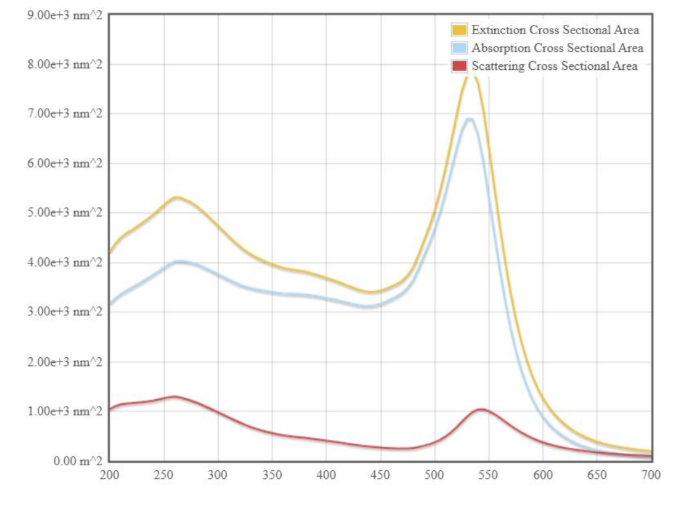 9.00e+3 nm^2
Extinction Cross Sectional Area
Absorption Cross Sectional Area
8.00e+3 nm^2
Scattering Cross Sectional Area
7.00e+3 nm^2
6.00e+3 nm^2
5.00e+3 nm^2
4.00e+3 nm^2
3.00e+3 nm^2
2.00e+3 nm^2
1.00e+3 nm^2
0.00 m^2
200 250 300 350 400 450 500 550 600 650 700